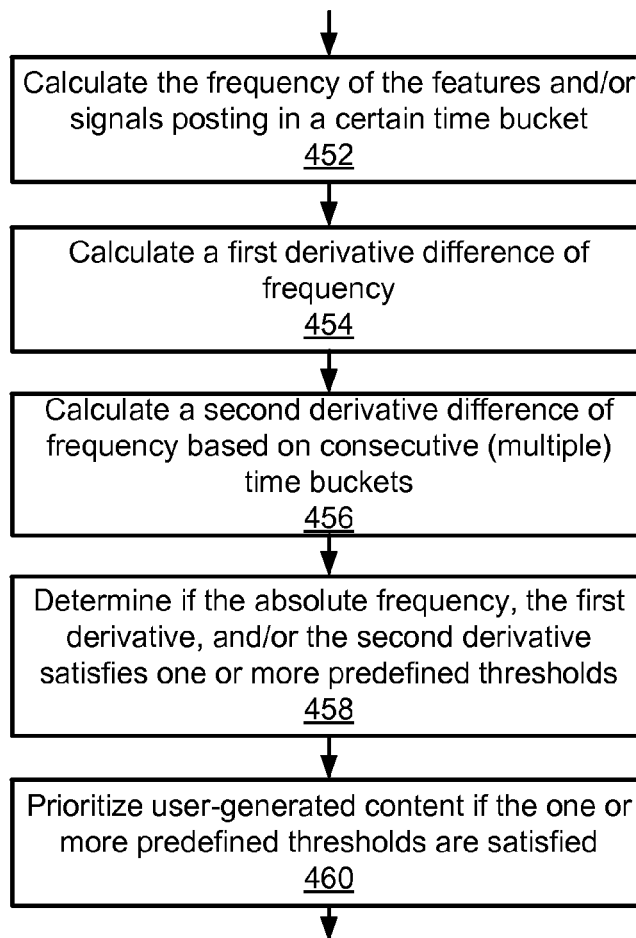 Calculate the frequency of the features and/or
signals posting in a certain time bucket
452
Calculate a first derivative difference of
frequency
454
Calculate a second derivative difference of
frequency based on consecutive (multiple)
time buckets
456
Determine if the absolute frequency, the first
derivative, and/or the second derivative
satisfies one or more predefined thresholds
458
Prioritize user-generated content if the one or
more predefined thresholds are satisfied
460